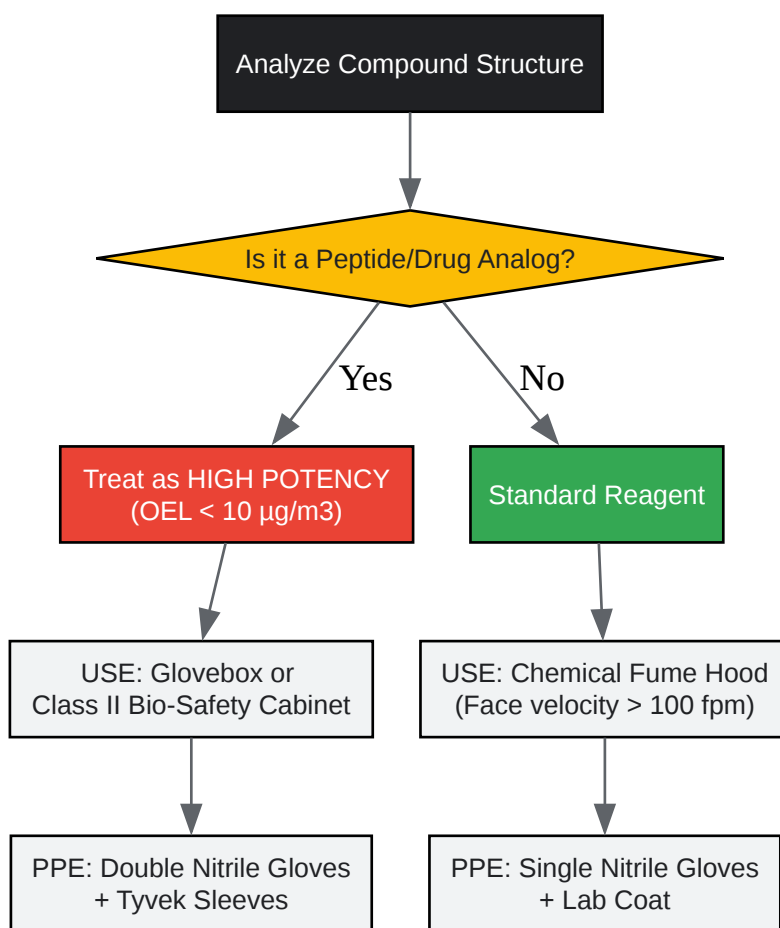 Analyze Compound Structure
Is it a Peptide/Drug Analog?
Yes
No
Treat as HIGH POTENCY
(OEL < 10 µg/m3)
Standard Reagent
USE: Glovebox or
Class II Bio-Safety Cabinet
USE: Chemical Fume Hood
(Face velocity > 100 fpm)
PPE: Double Nitrile Gloves
+ Tyvek Sleeves
PPE: Single Nitrile Gloves
+ Lab Coat